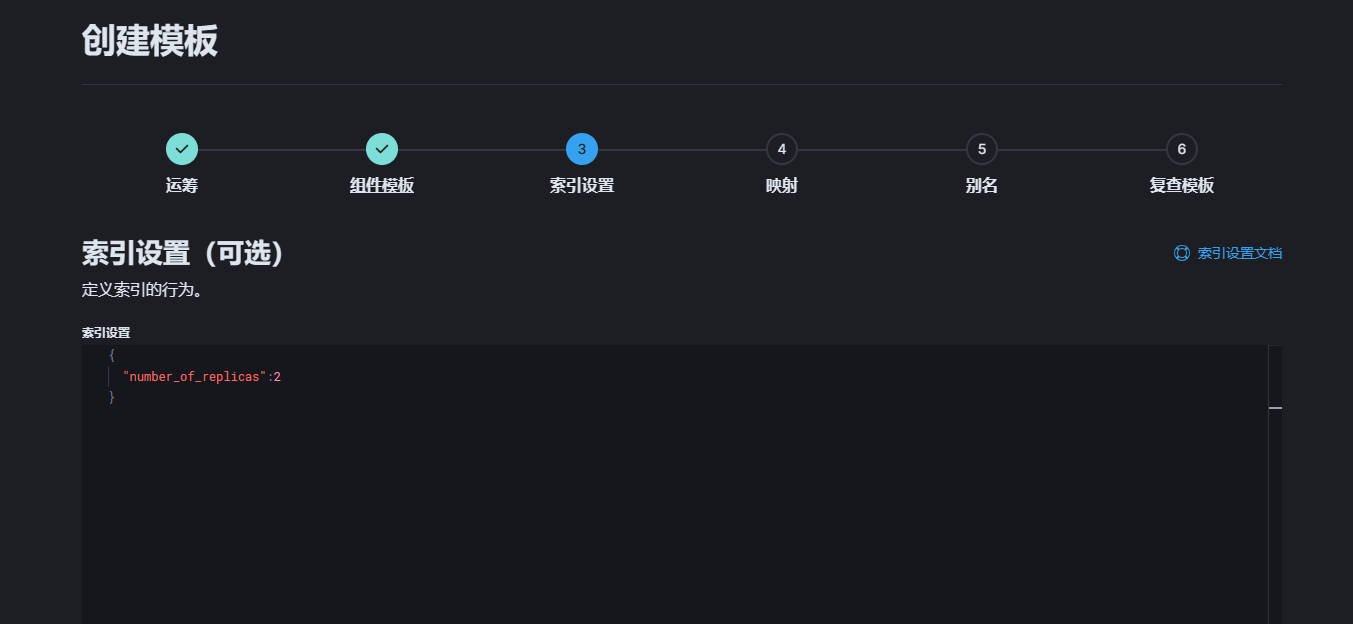 创建模板
3
4
5
6
运筹
组件模板
索引设置
映射
别名
复查模板
索引设置（可选）
索引设置文档
定义索引的行为。
索引设置
{
"number_of_replicas":2
}